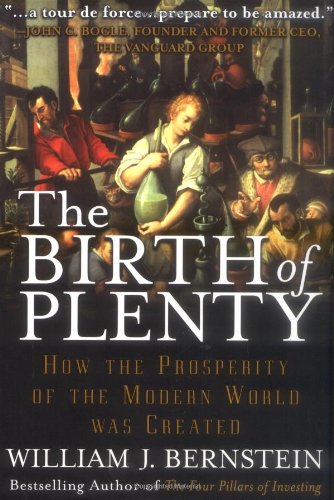 "...a tour de force...prepare to be amazed."
—JOHN C. BOGLE, FOUNDER AND FORMER CEO,
THE VANGUARD GROUP
The
BIRTH of
PLENTY
HOW THE PROSPERITY
OF THE MODERN WORLD
WAS CREATED
WILLIAM J. BERNSTEIN
Bestselling Author of The Four Pillars of Investing